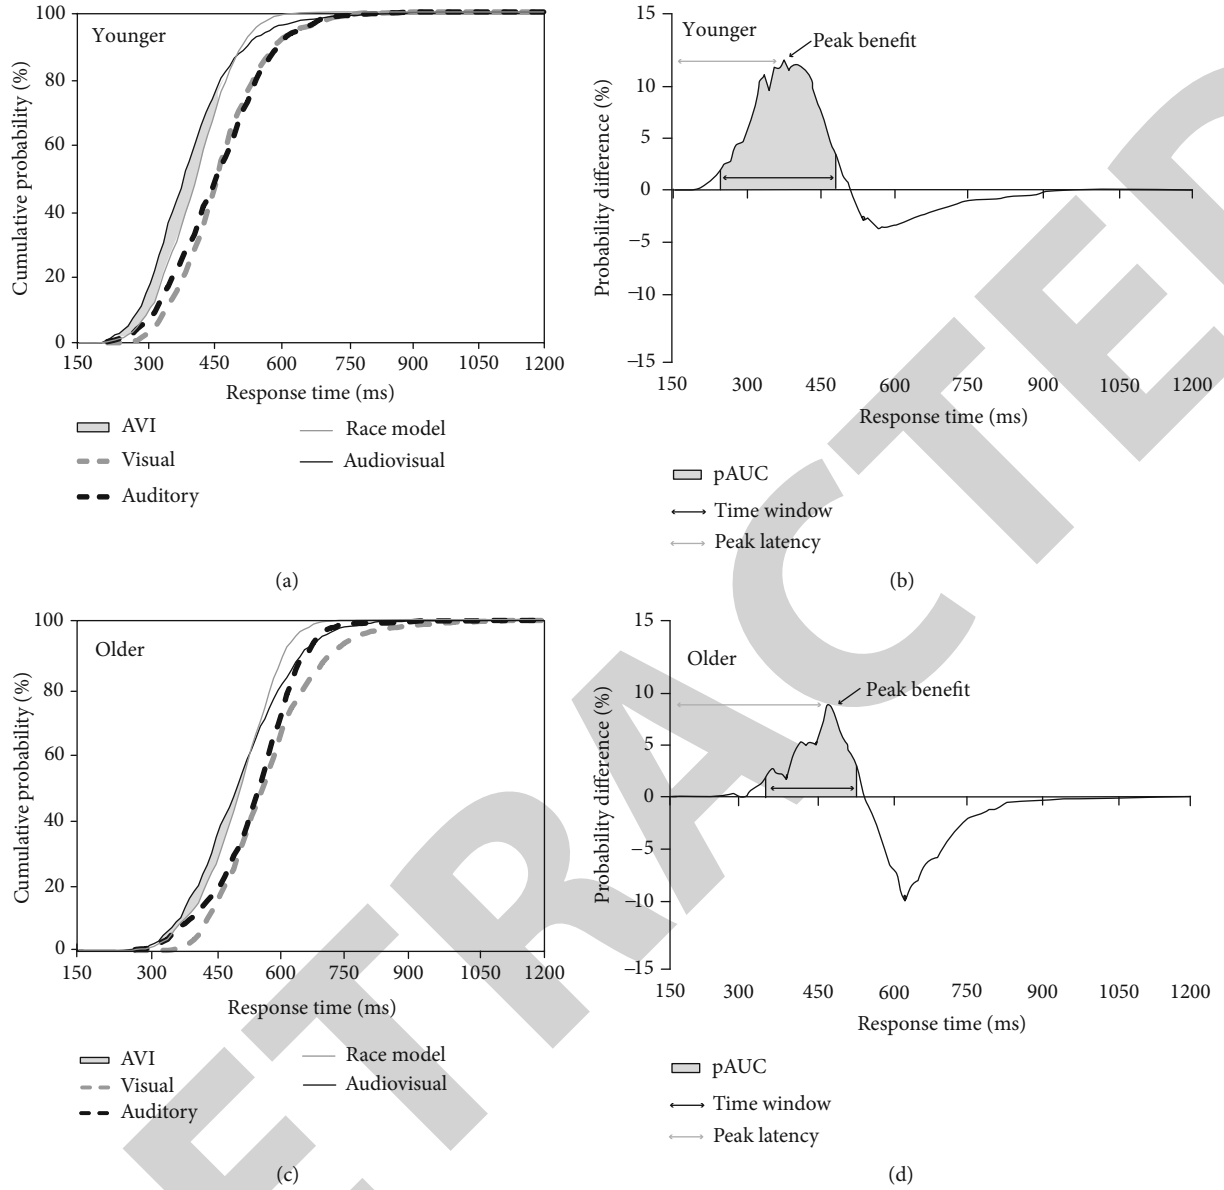 Younger
Cumulative probability (%)
100
80
60
40
20
0
150 300 450 600 750 900 1050 1200
Response time (ms)
AVI
Visual
Auditory
Race model
Audiovisual
(a)
Younger
Peak benefit
Probability difference (%)
15
10
5
0
−5
−10
−15
150 300 450 600 750 900 1050 1200
Response time (ms)
pAUC
Time window
Peak latency
(b)
Older
Cumulative probability (%)
100
80
60
40
20
0
150 300 450 600 750 900 1050 1200
Response time (ms)
AVI
Visual
Auditory
Race model
Audiovisual
(c)
Older
Peak benefit
Probability difference (%)
15
10
5
0
−5
−10
−15
150 300 450 600 750 900 1050 1200
Response time (ms)
pAUC
Time window
Peak latency
(d)
ETRACTED